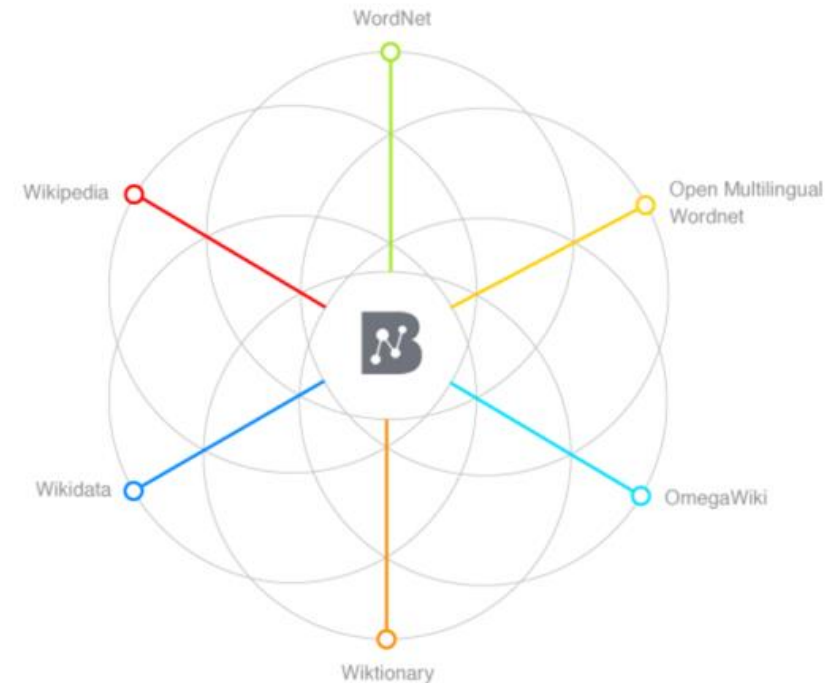 WordNet
Wikipedia
Open Multilingual
Wordnet
B
Wikidata
OmegaWiki
Wiktionary